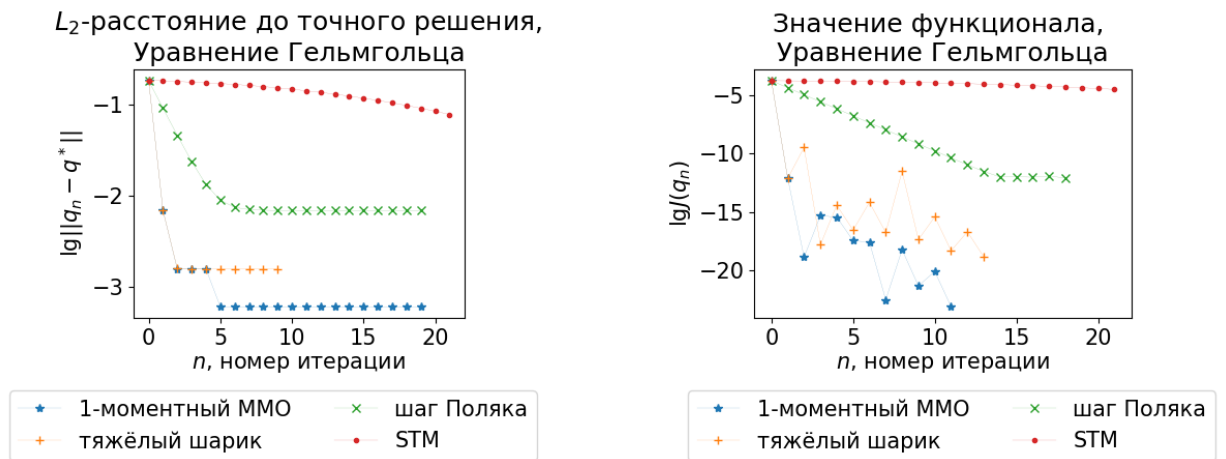 L₂-расстояние до точного решения,
Уравнение Гельмгольца
lg||qₙ − q*||
−1
−2
−3
0 5 10 15 20
n, номер итерации
1-моментный ММО
шаг Поляка
тяжёлый шарик
STM
Значение функционала,
Уравнение Гельмгольца
lgJ(qₙ)
−5
−10
−15
−20
0 5 10 15 20
n, номер итерации
1-моментный ММО
шаг Поляка
тяжёлый шарик
STM